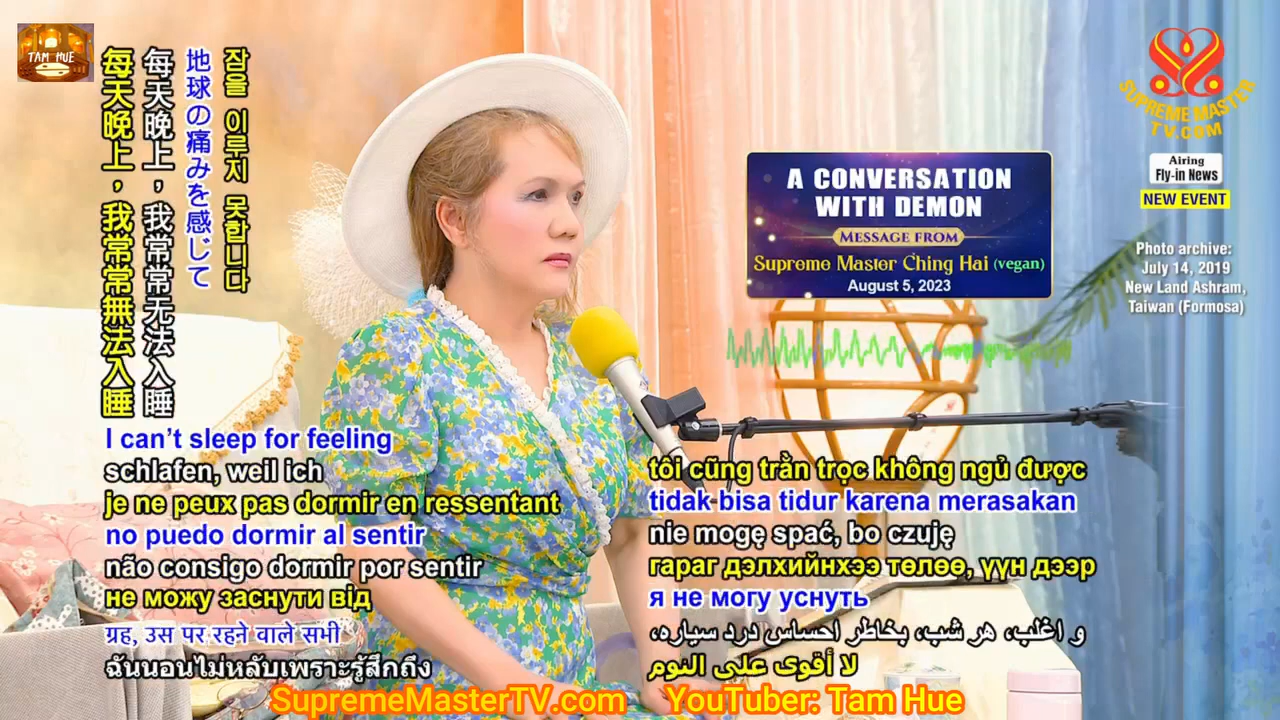 TAM HUE
每天晚上，我常常無法入睡
每天晚上，我常常无法入睡
地球の痛みを感じて
잠을 이루지 못합니다
I can't sleep for feeling
schlafen, weil ich
je ne peux pas dormir en ressentant
no puedo dormir al sentir
não consigo dormir por sentir
не можу заснути від
ग्रह, उस पर रहने वाले सभी
ฉันนอนไม่หลับเพราะรู้สึกถึง
A CONVERSATION
WITH DEMON
MESSAGE FROM
Supreme Master Ching Hai (vegan)
August 5, 2023
SUPREME MASTER
TV.COM
Airing
Fly-in News
NEW EVENT
Photo archive:
July 14, 2019
New Land Ashram,
Taiwan (Formosa)
tôi cũng trằn trọc không ngủ được
tidak bisa tidur karena merasakan
nie mogę spać, bo czuję
гараг дэлхийнхээ төлөө, үүн дээр
я не могу уснуть
و اغلب، هر شب، بخاطر احساس درد سیاره،
لا أقوى على النوم
SupremeMasterTV.com
YouTuber: Tam Hue